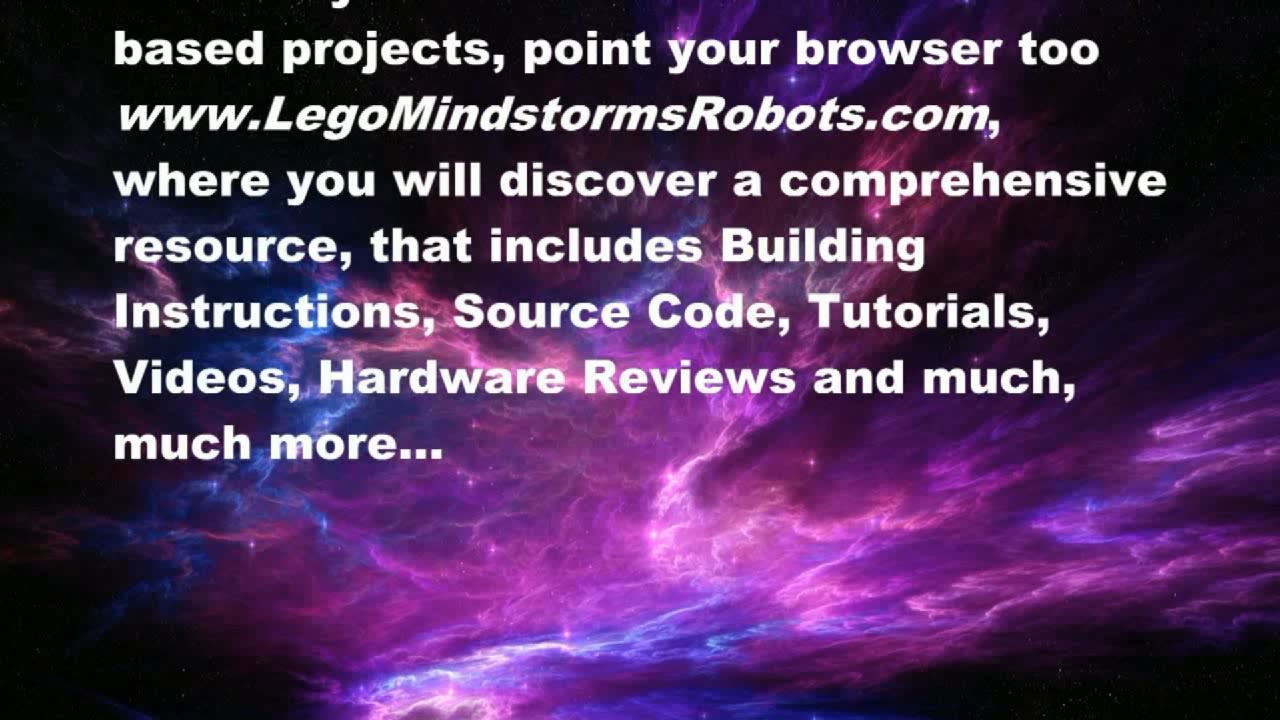 based projects, point your browser too
www.LegoMindstormsRobots.com,
where you will discover a comprehensive
resource, that includes Building
Instructions, Source Code, Tutorials,
Videos, Hardware Reviews and much,
much more...